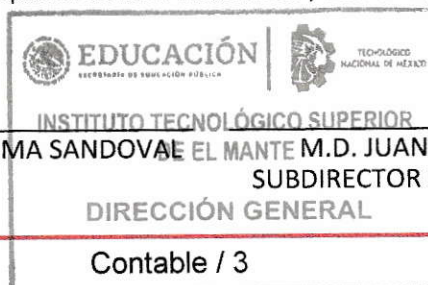 EDUCACIÓN
SECRETARÍA DE EDUCACIÓN PÚBLICA
TECNOLÓGICO
NACIONAL DE MÉXICO
INSTITUTO TECNOLÓGICO SUPERIOR
DE EL MANTE
MA SANDOVAL M.D. JUAN
SUBDIRECTOR
DIRECCIÓN GENERAL
Contable / 3